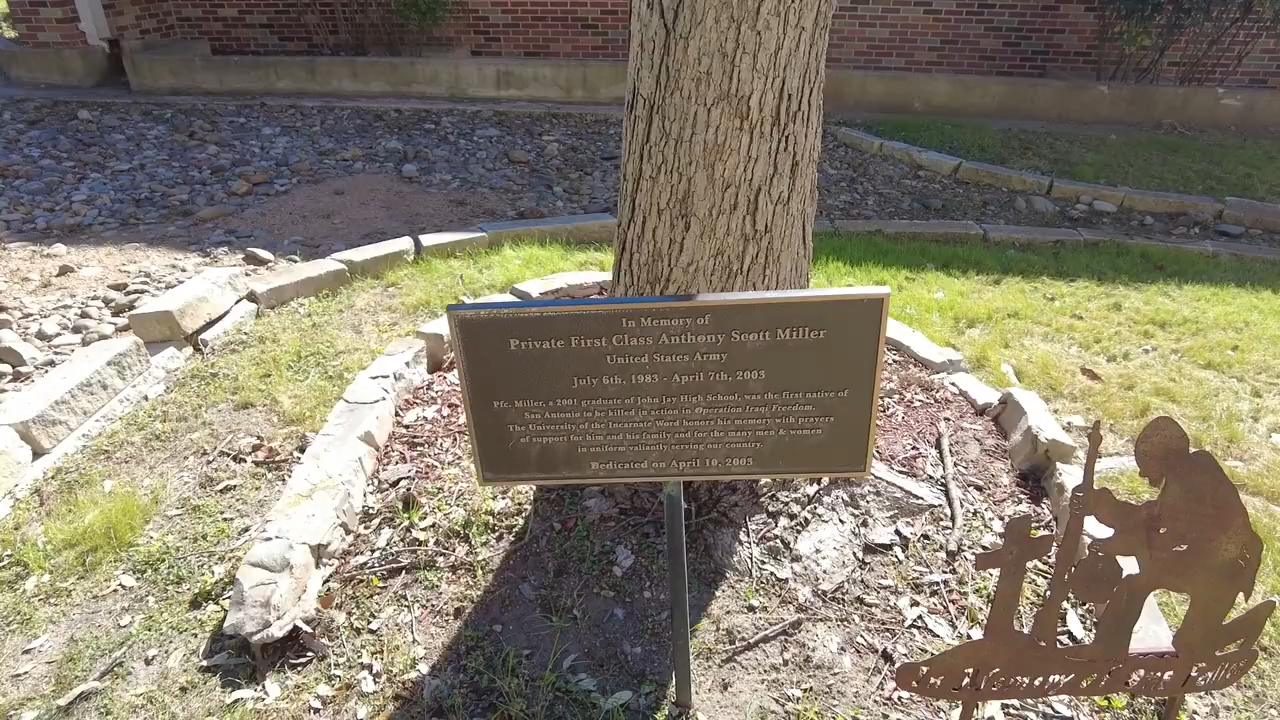 In Memory of
Private First Class Anthony Scott Miller
United States Army
July 6th, 1983 - April 7th, 2003
Pfc. Miller, a 2001 graduate of John Jay High School, was the first native of
San Antonio to be killed in action in Operation Iraqi Freedom.
The University of the Incarnate Word honors his memory with prayers
of support for him and his family and for the many men & women
in uniform valiantly serving our country.
Dedicated on April 10, 2003
In Memory of Our Fallen